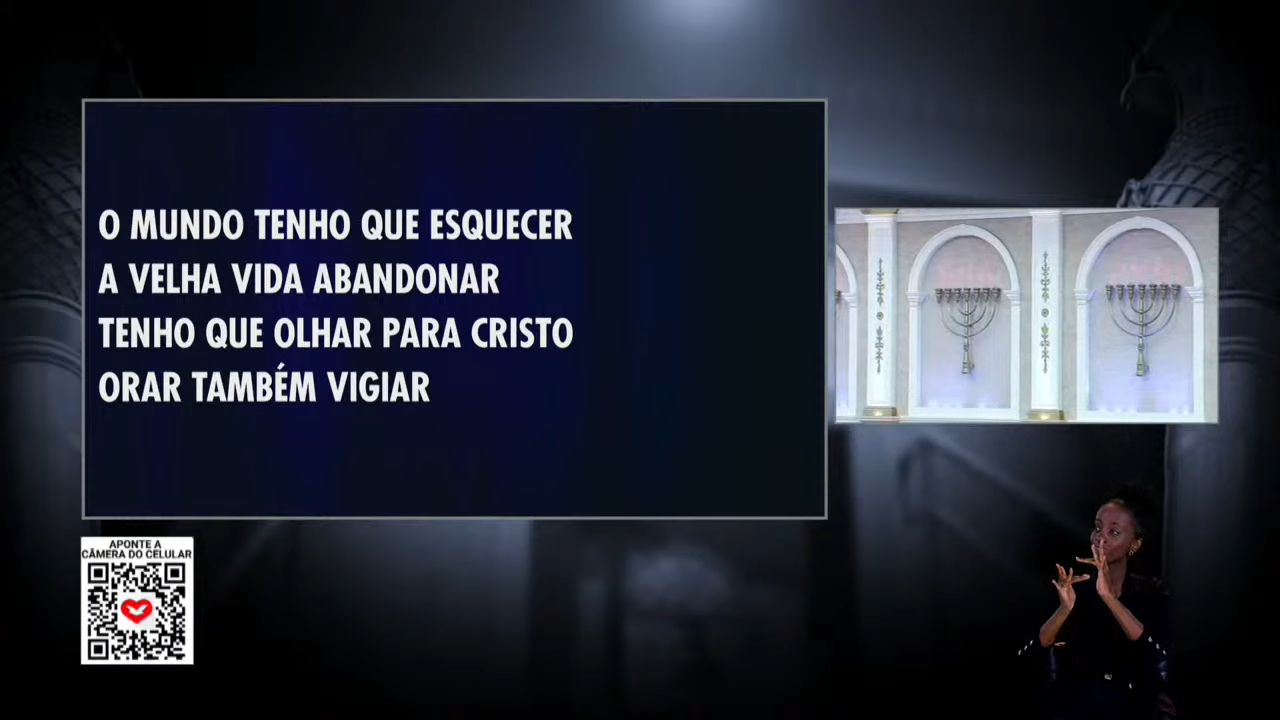 O MUNDO TENHO QUE ESQUECER
A VELHA VIDA ABANDONAR
TENHO QUE OLHAR PARA CRISTO
ORAR TAMBÉM VIGIAR
APONTE A
CÂMERA DO CELULAR